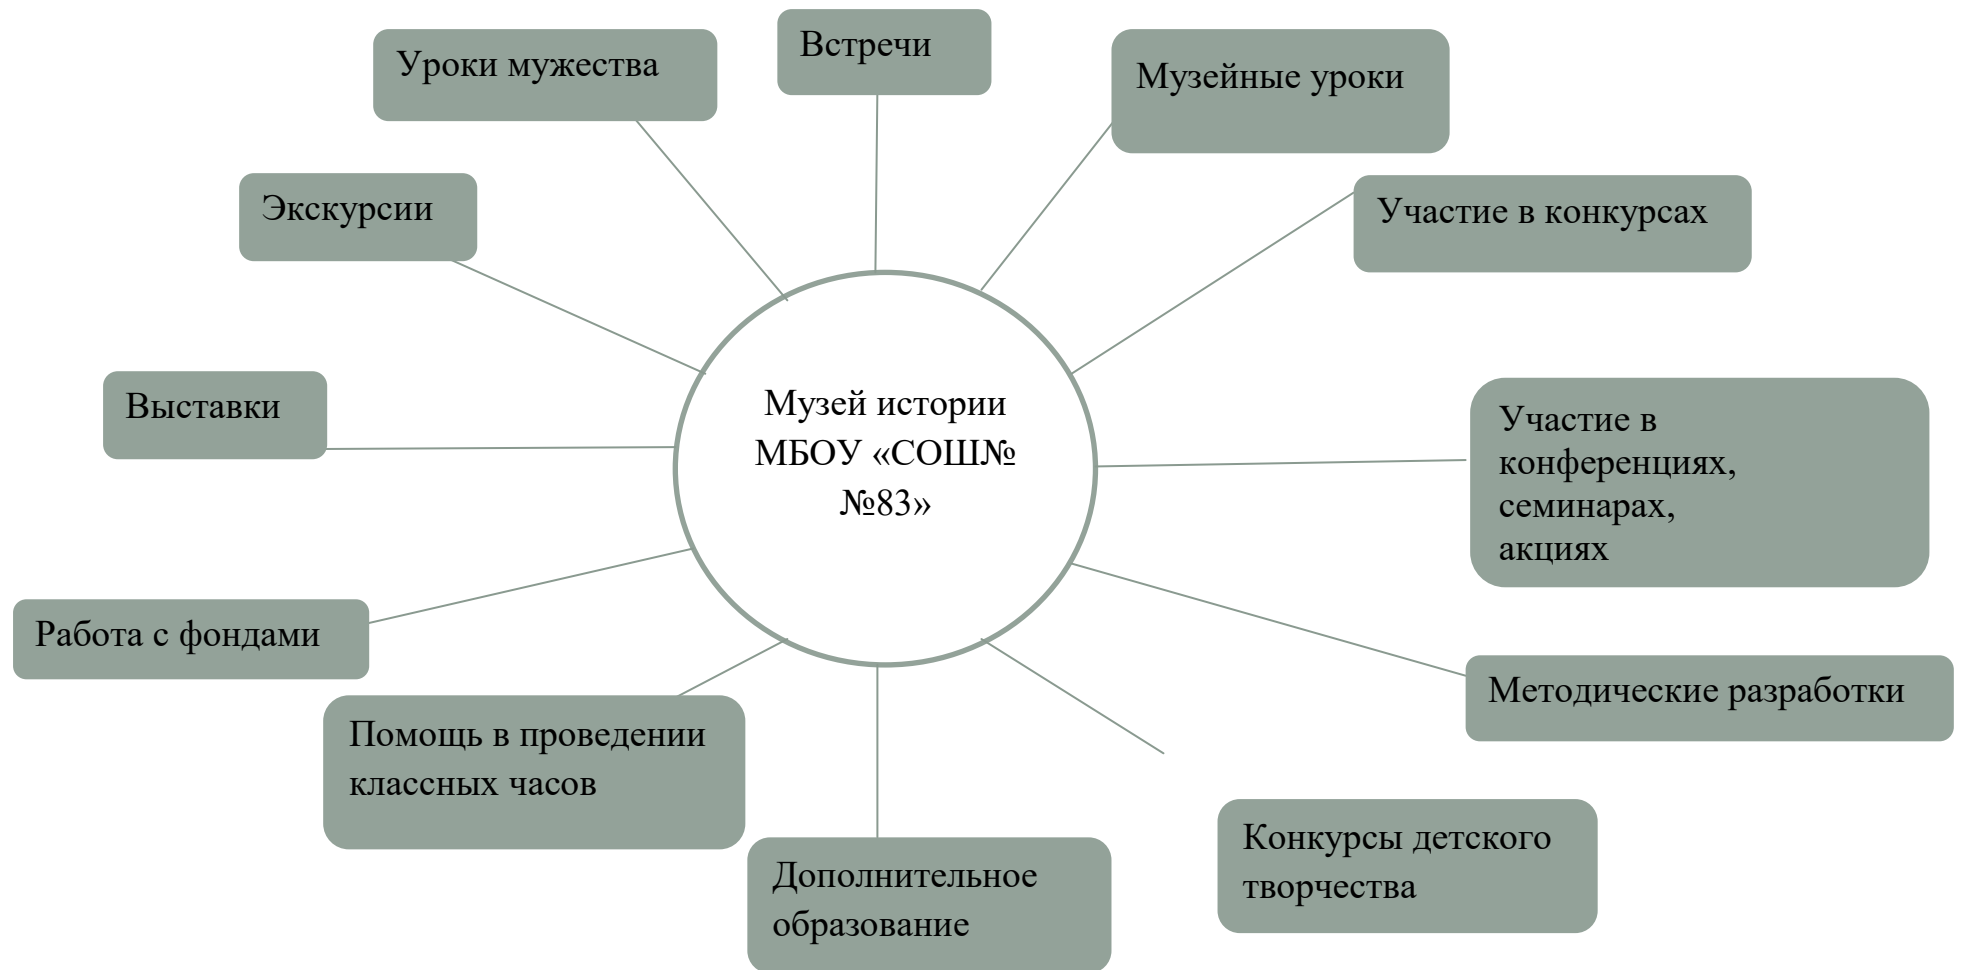 Встречи
Уроки мужества
Музейные уроки
Экскурсии
Участие в конкурсах
Выставки
Музей истории
МБОУ «СОШ№
№83»
Участие в
конференциях,
семинарах,
акциях
Работа с фондами
Методические разработки
Помощь в проведении
классных часов
Конкурсы детского
творчества
Дополнительное
образование